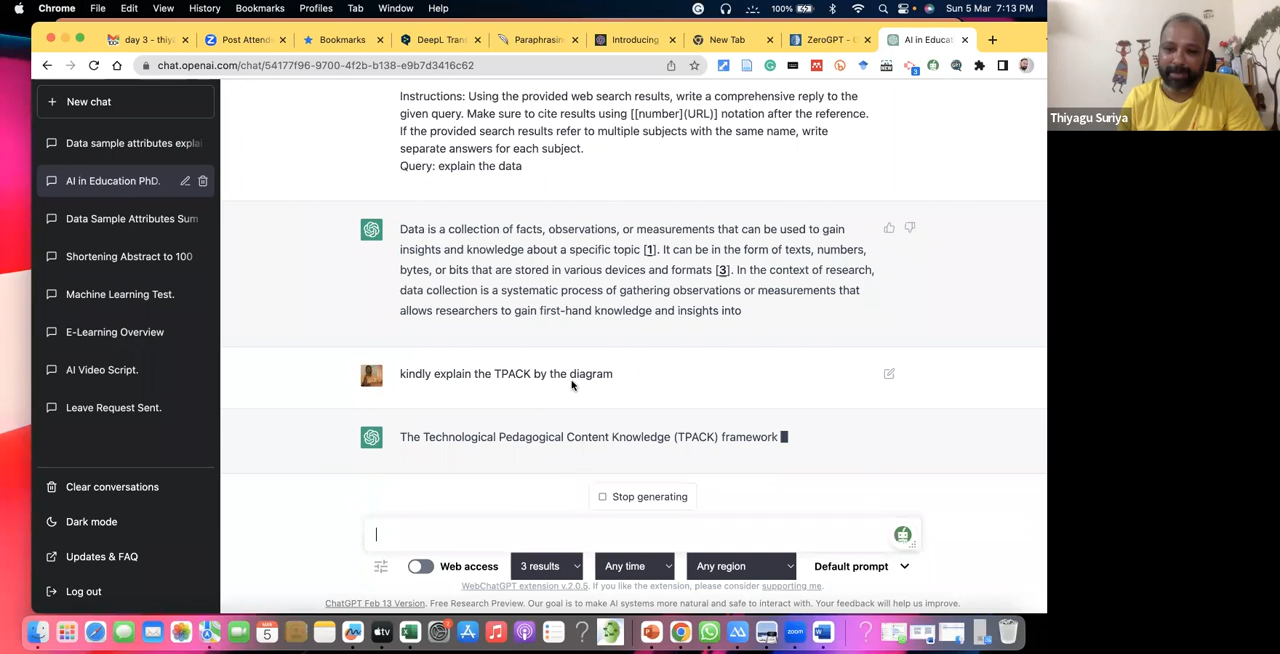 Chrome File Edit View History Bookmarks Profiles Tab Window Help
100% Sun 5 Mar 7:13 PM
day 3 - thiy
Post Attend
Bookmarks
DeepL Tran
Paraphrasin
Introducing
New Tab
ZeroGPT - C
AI in Educat
chat.openai.com/chat/54177f96-9700-4f2b-b138-e9b7d3416c62
NEW
3
Thiyagu Suriya
New chat
Data sample attributes explai
AI in Education PhD.
Data Sample Attributes Sum
Shortening Abstract to 100
Machine Learning Test.
E-Learning Overview
AI Video Script.
Leave Request Sent.
Clear conversations
Dark mode
Updates & FAQ
Log out
Instructions: Using the provided web search results, write a comprehensive reply to the
given query. Make sure to cite results using [[number](URL)] notation after the reference.
If the provided search results refer to multiple subjects with the same name, write
separate answers for each subject.
Query: explain the data
Data is a collection of facts, observations, or measurements that can be used to gain
insights and knowledge about a specific topic [1]. It can be in the form of texts, numbers,
bytes, or bits that are stored in various devices and formats [3]. In the context of research,
data collection is a systematic process of gathering observations or measurements that
allows researchers to gain first-hand knowledge and insights into
kindly explain the TPACK by the diagram
The Technological Pedagogical Content Knowledge (TPACK) framework
Stop generating
Web access
3 results
Any time
Any region
Default prompt
WebChatGPT extension v.2.0.5. If you like the extension, please consider supporting me.
ChatGPT Feb 13 Version. Free Research Preview. Our goal is to make AI systems more natural and safe to interact with. Your feedback will help us improve.
5
tv
zoom